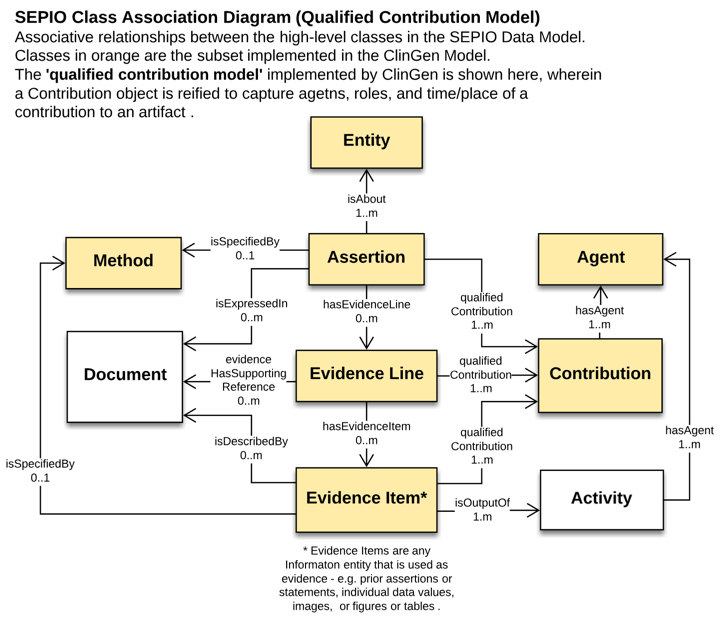 SEPIO Class Association Diagram (Qualified Contribution Model)
Associative relationships between the high-level classes in the SEPIO Data Model.
Classes in orange are the subset implemented in the ClinGen Model.
The 'qualified contribution model' implemented by ClinGen is shown here, wherein
a Contribution object is reified to capture agetns, roles, and time/place of a
contribution to an artifact .
Entity
isAbout
1..m
Method
isSpecifiedBy
0..1
Assertion
Agent
isExpressedIn
0..m
hasEvidenceLine
0..m
qualified
Contribution
1..m
hasAgent
1..m
Document
evidence
HasSupporting
Reference
0..m
Evidence Line
qualified
Contribution
1..m
Contribution
isDescribedBy
0..m
hasEvidenceItem
0..m
qualified
Contribution
1..m
hasAgent
1..m
isSpecifiedBy
0..1
Evidence Item*
isOutputOf
1.m
Activity
* Evidence Items are any
Informaton entity that is used as
evidence - e.g. prior assertions or
statements, individual data values,
images, or figures or tables .